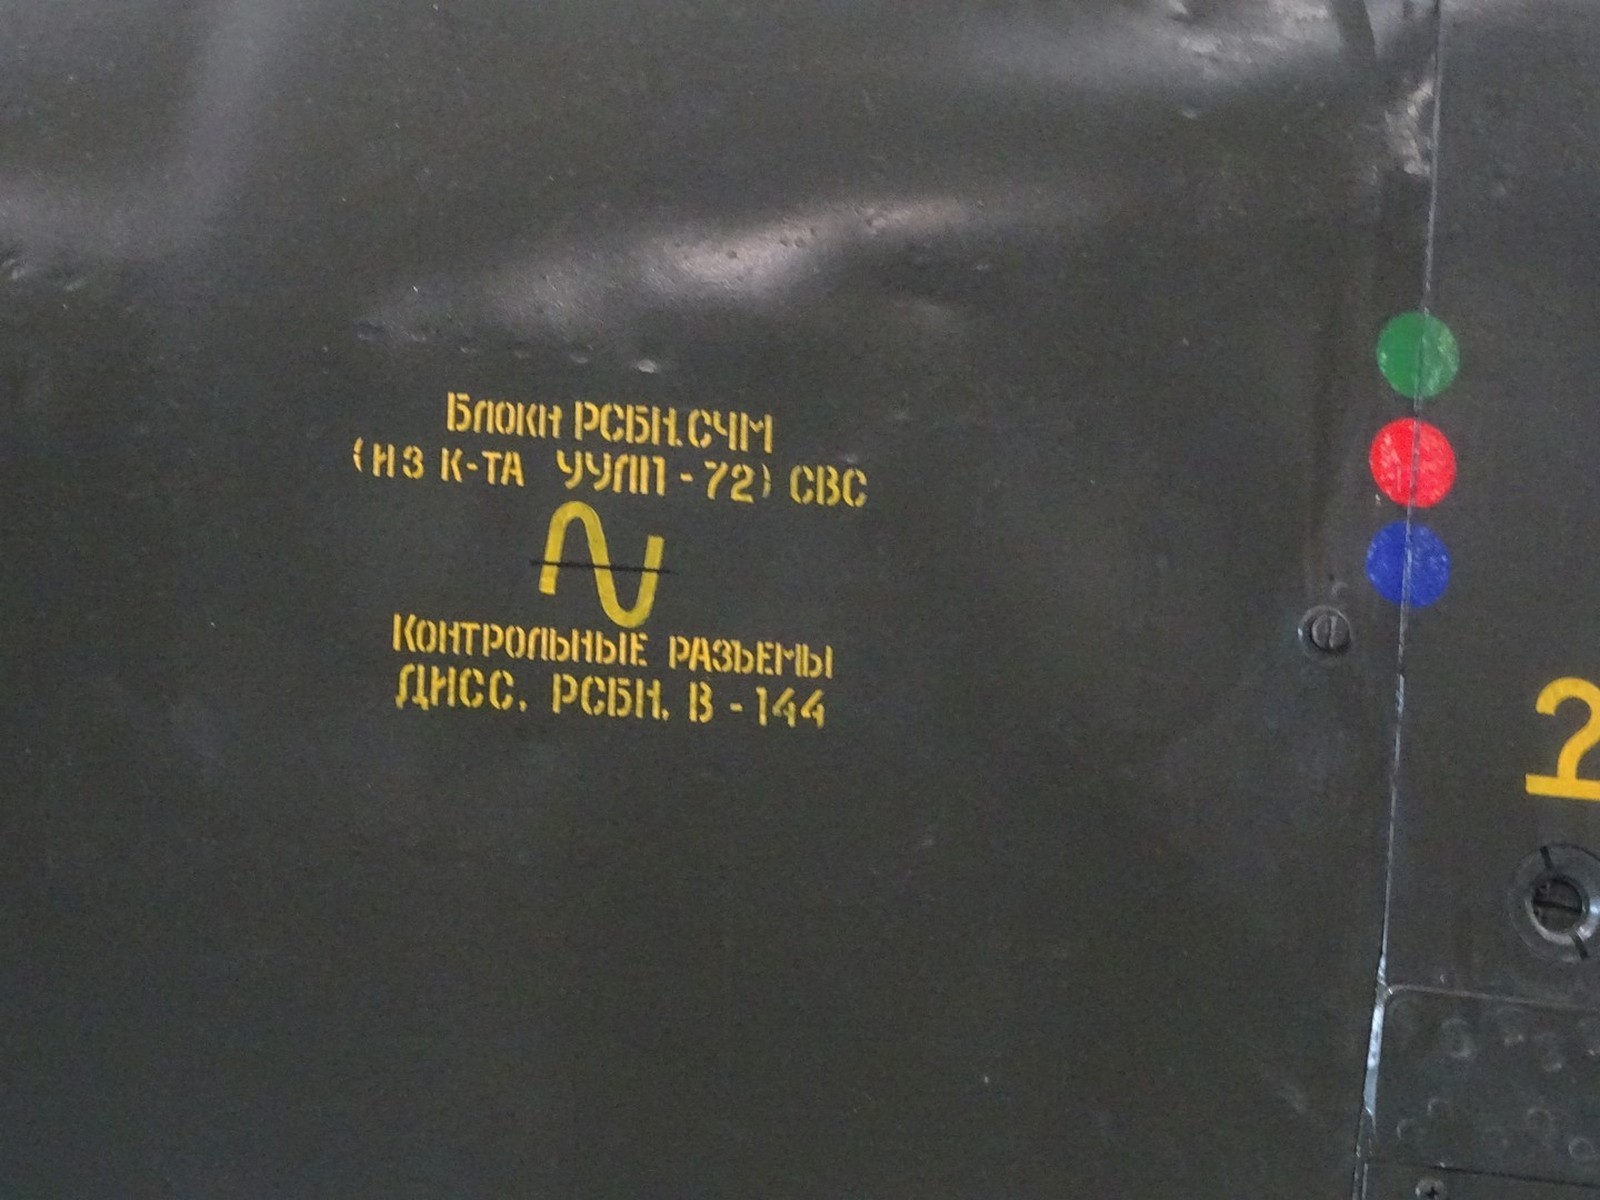 Блоки РСБН.СЧМ
(ИЗ К-ТА УУЛП-72) СВС
Контрольные разъемы
ДИСС. РСБН. В-144
2